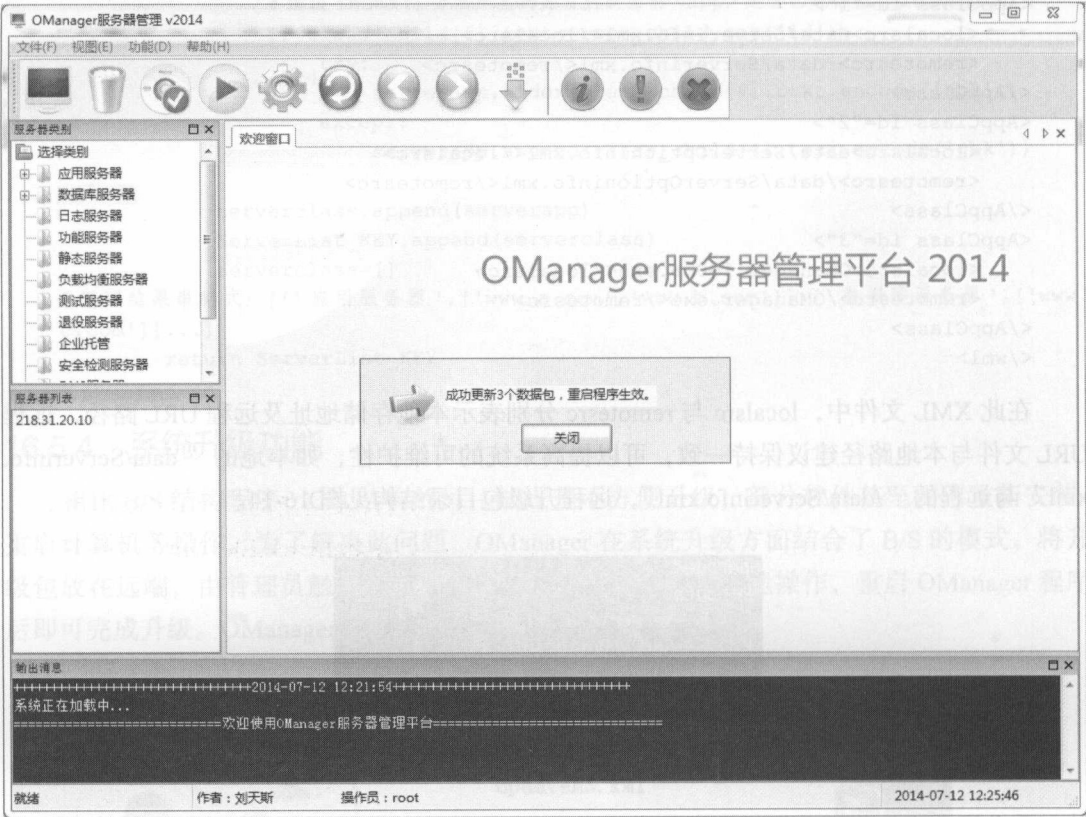 OManager服务器管理 v2014
文件(F) 视图(E) 功能(D) 帮助(H)
服务器类别
选择类别
应用服务器
数据库服务器
日志服务器
功能服务器
静态服务器
负载均衡服务器
测试服务器
退役服务器
企业托管
安全检测服务器
服务器列表
218.31.20.10
欢迎窗口
OManager服务器管理平台 2014
成功更新3个数据包，重启程序生效。
关闭
输出消息
++++++++++++++++++++++++++++++++2014-07-12 12:21:54++++++++++++++++++++++++++++++++
系统正在加载中...
============================欢迎使用OManager服务器管理平台===============================
就绪
作者：刘天斯
操作员：root
2014-07-12 12:25:46